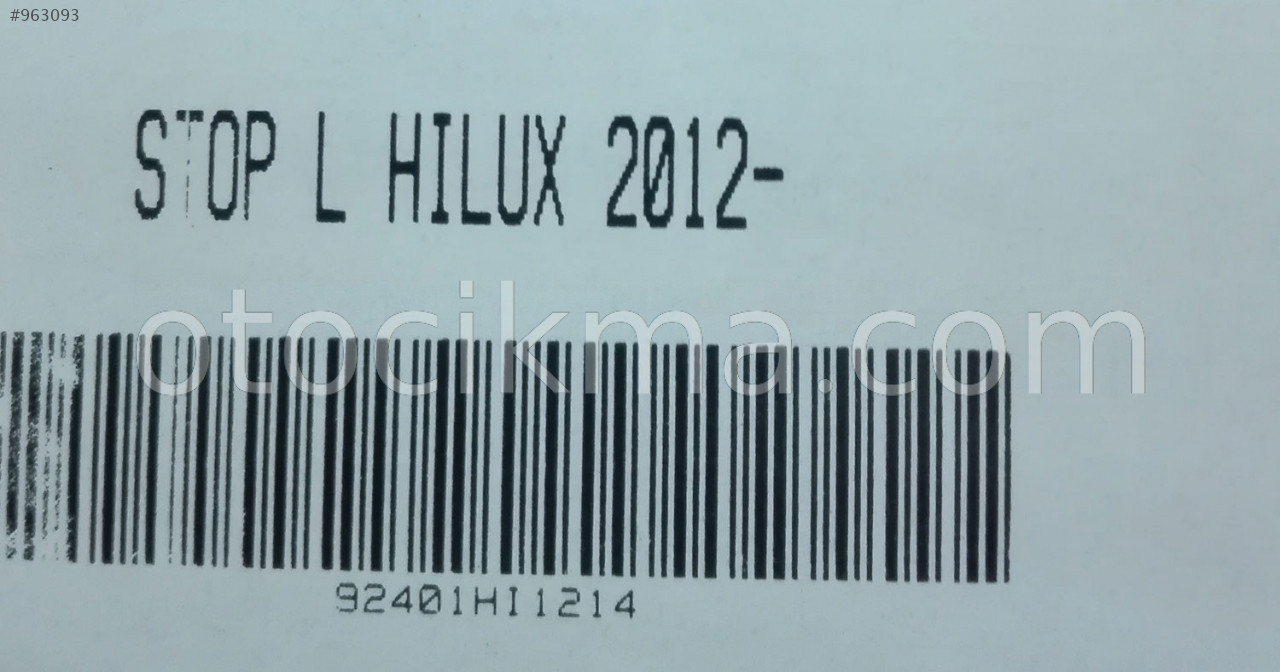 #963093
STOP L HILUX 2012-
otocikma.com
92401HI1214